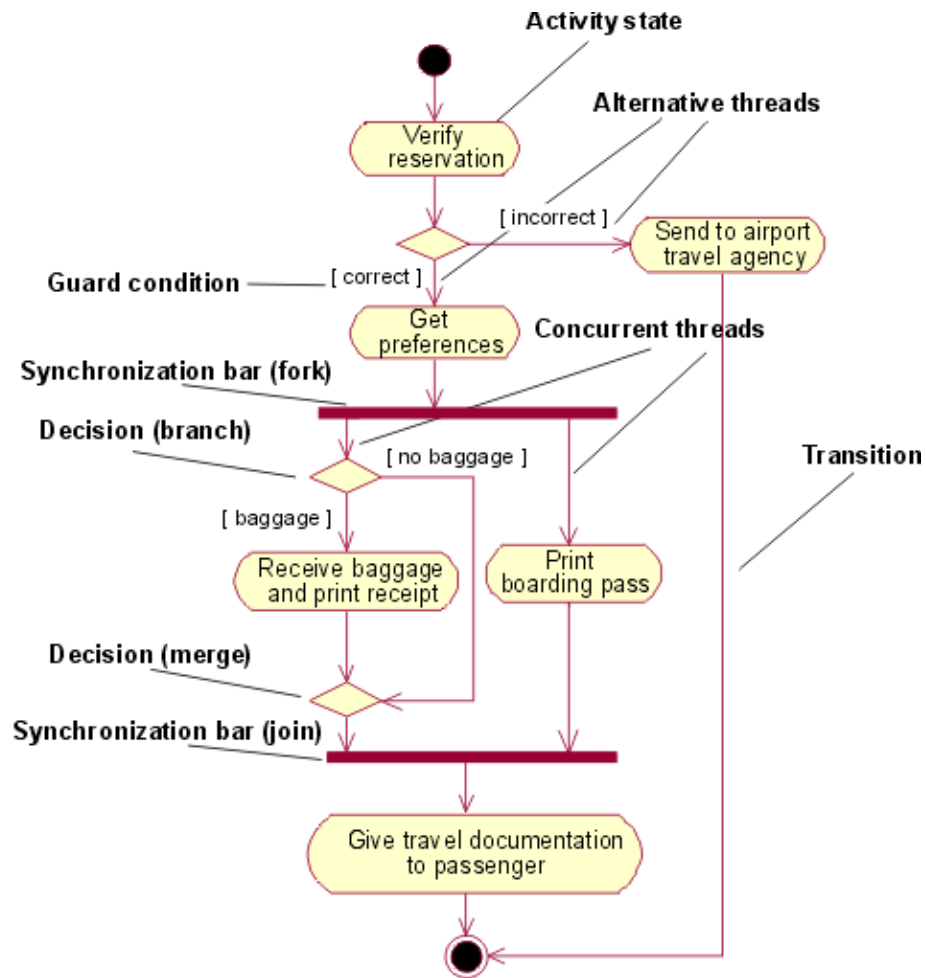 Activity state
Alternative threads
Verify
reservation
[ incorrect ]
Send to airport
travel agency
Guard condition
[ correct ]
Get
preferences
Concurrent threads
Synchronization bar (fork)
Decision (branch)
[ no baggage ]
Transition
[ baggage ]
Receive baggage
and print receipt
Print
boarding pass
Decision (merge)
Synchronization bar (join)
Give travel documentation
to passenger